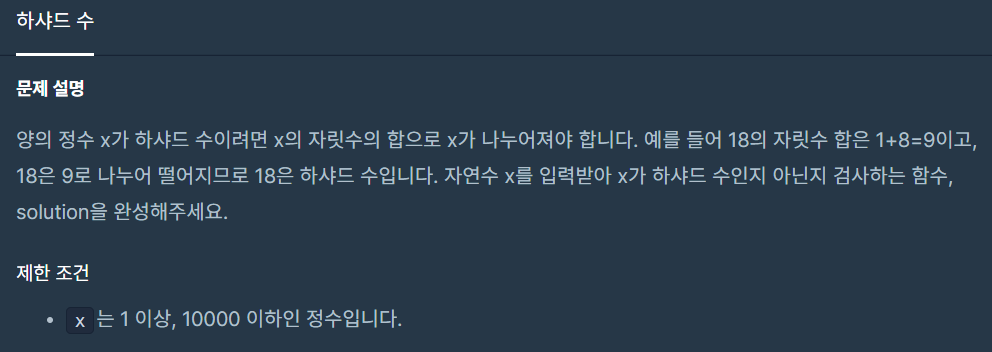 하샤드 수
문제 설명
양의 정수 x가 하샤드 수이려면 x의 자릿수의 합으로 x가 나누어져야 합니다. 예를 들어 18의 자릿수 합은 1+8=9이고,
18은 9로 나누어 떨어지므로 18은 하샤드 수입니다. 자연수 x를 입력받아 x가 하샤드 수인지 아닌지 검사하는 함수,
solution을 완성해주세요.
제한 조건
• x 는 1 이상, 10000 이하인 정수입니다.